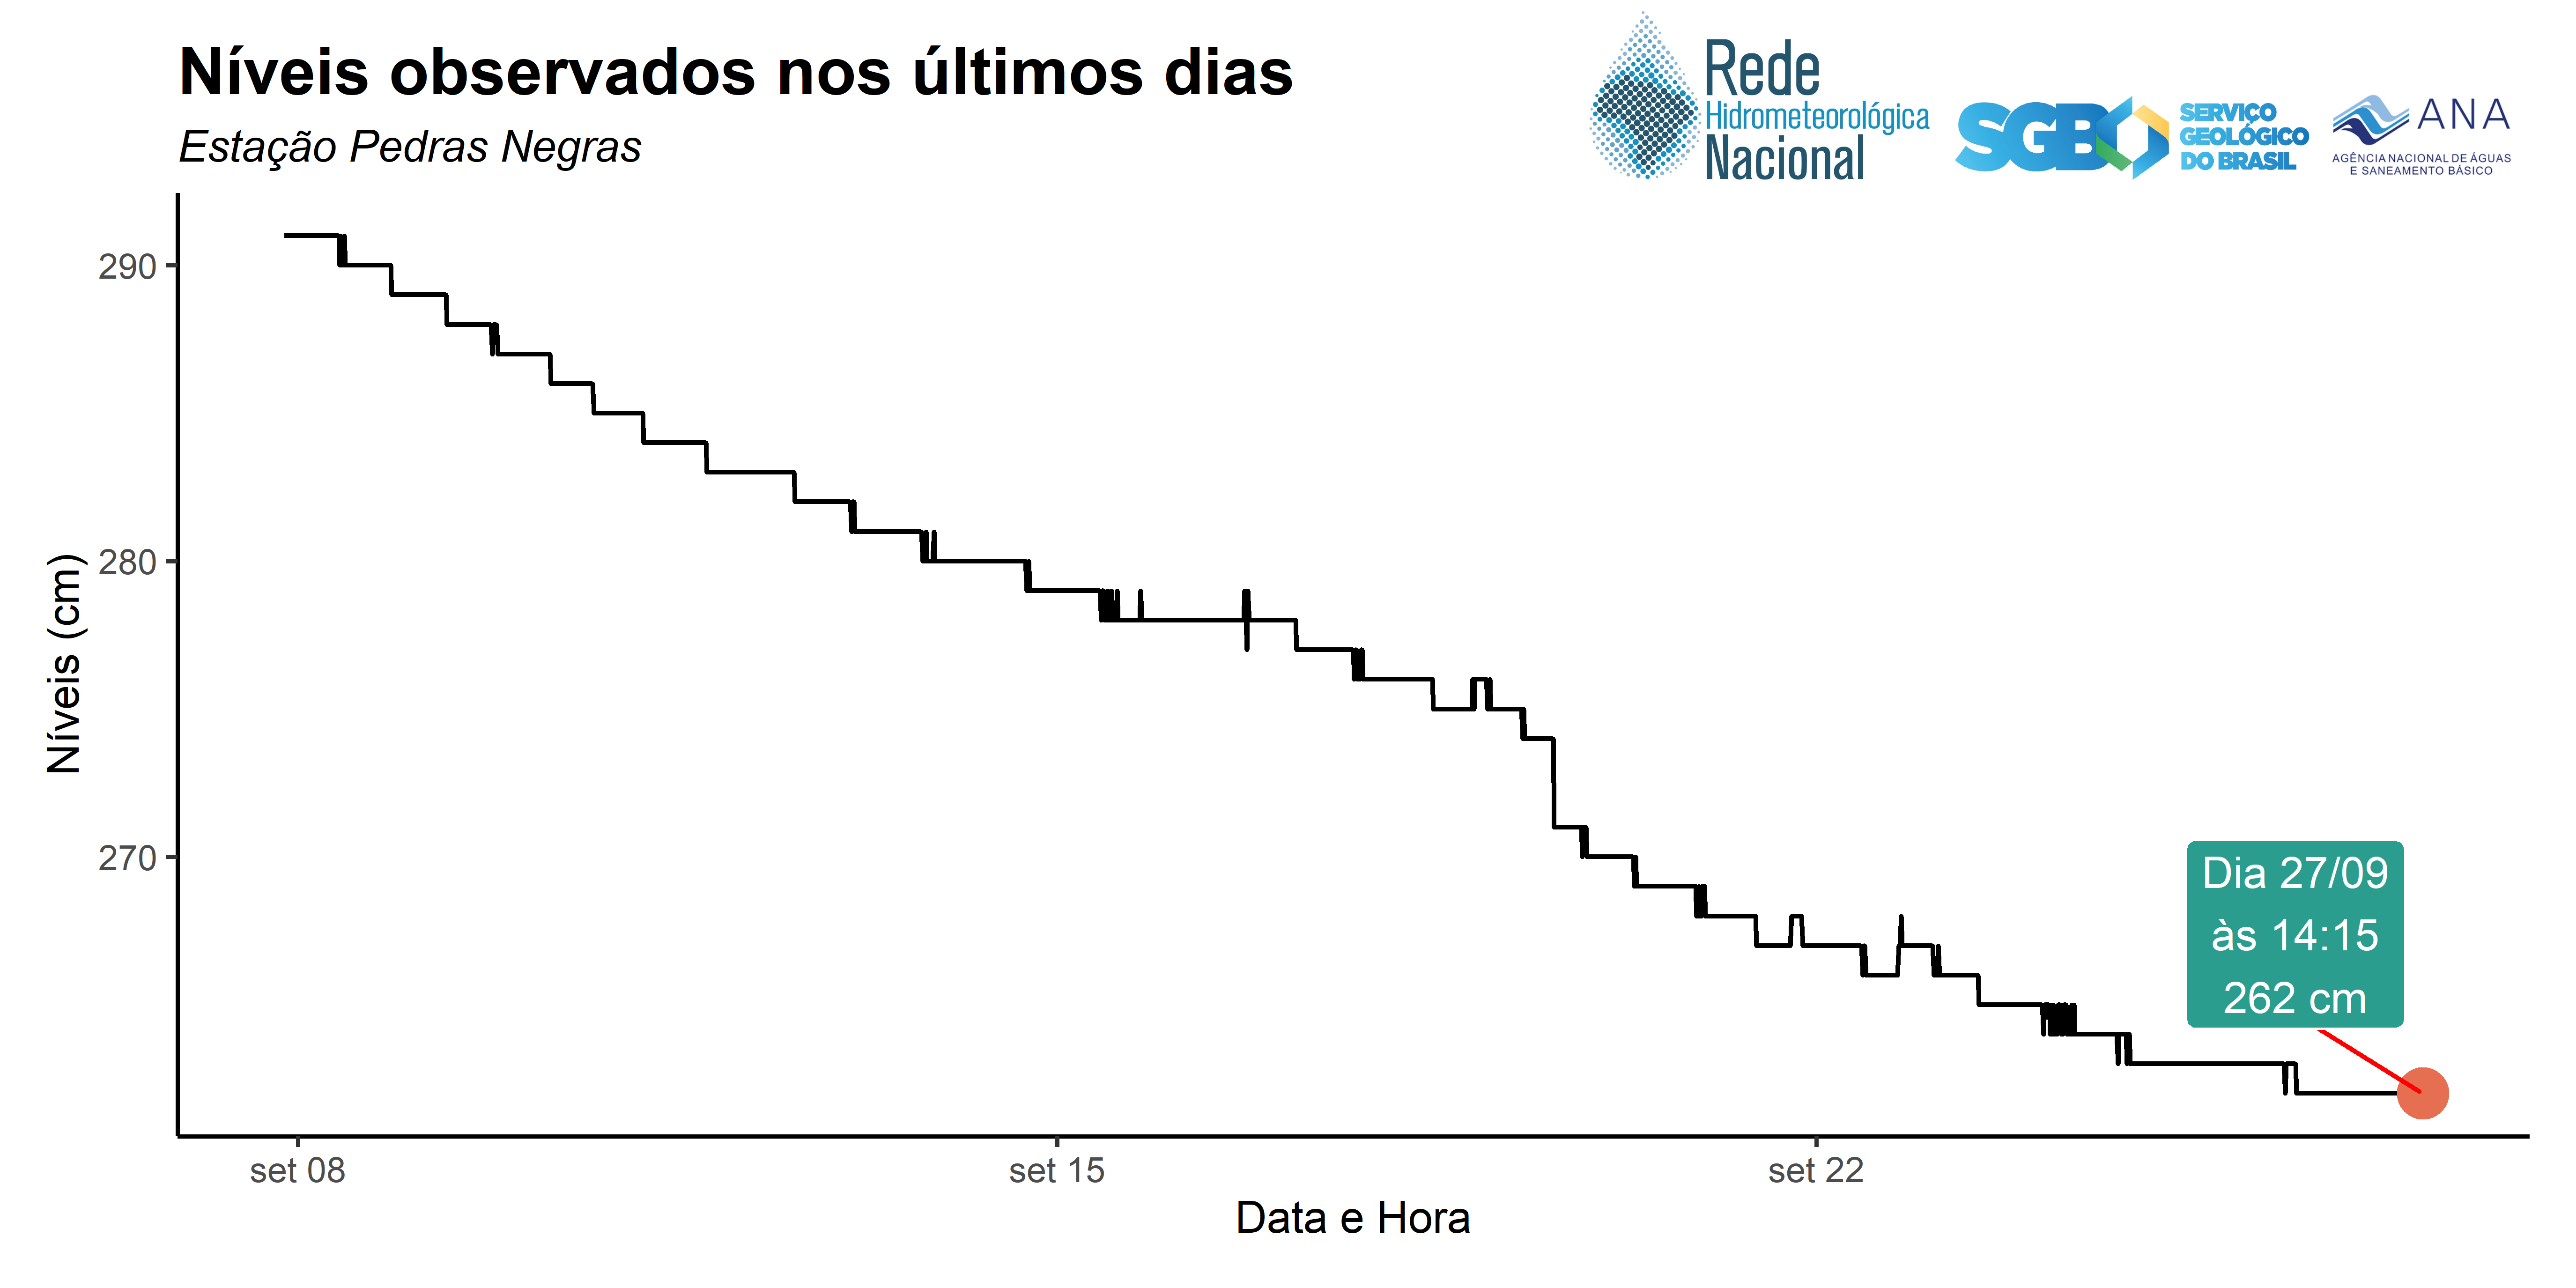 Níveis observados nos últimos dias
Estação Pedras Negras
Rede
Hidrometeorológica
Nacional
SGB
SERVIÇO
GEOLÓGICO
DO BRASIL
ANA
AGÊNCIA NACIONAL DE ÁGUAS
E SANEAMENTO BÁSICO
Níveis (cm)
290
280
270
Dia 27/09
às 14:15
262 cm
set 08
set 15
set 22
Data e Hora